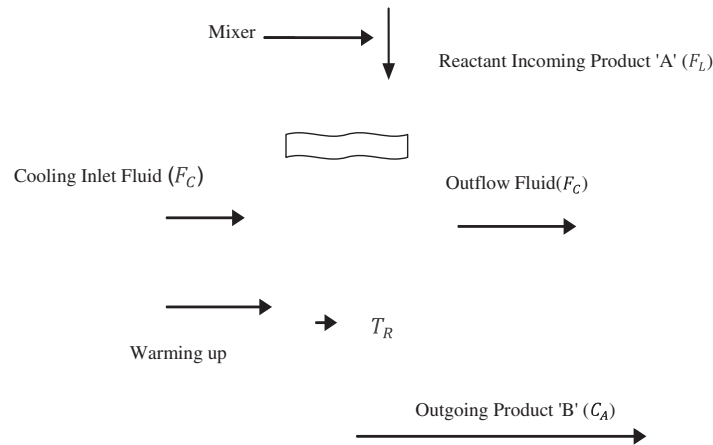 Mixer
Reactant Incoming Product 'A' (F_L)
Cooling Inlet Fluid (F_C)
Outflow Fluid(F_C)
T_R
Warming up
Outgoing Product 'B' (C_A)